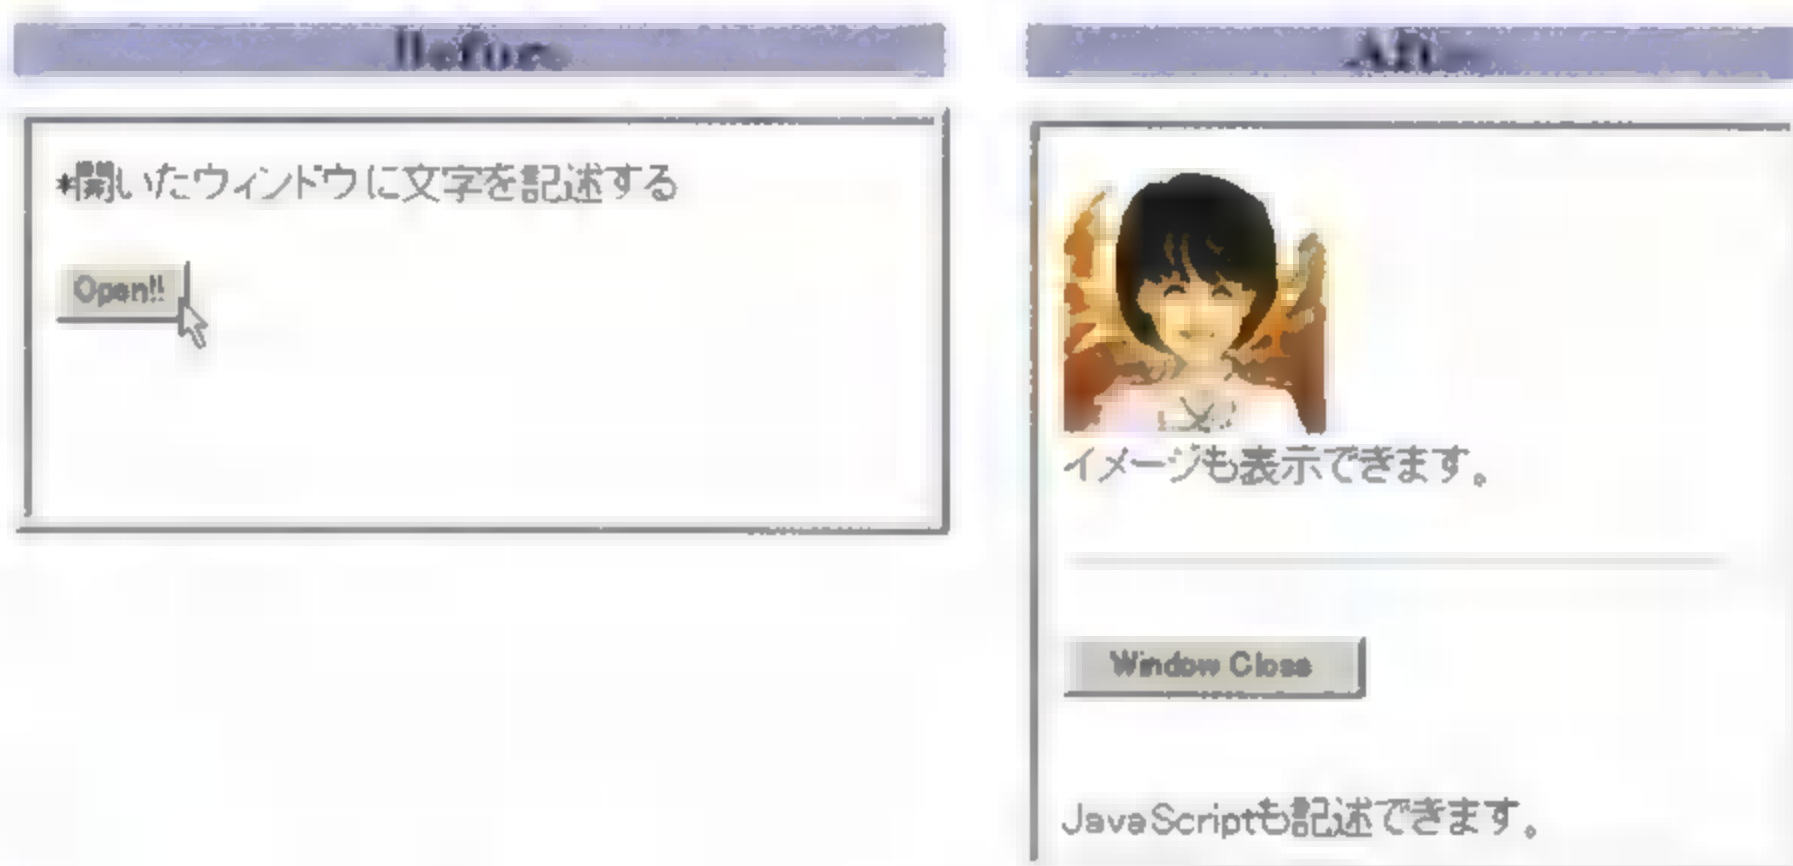 Before
*開いたウィンドウに文字を記述する
Open!!
イメージも表示できます。
Window Close
JavaScriptも記述できます。